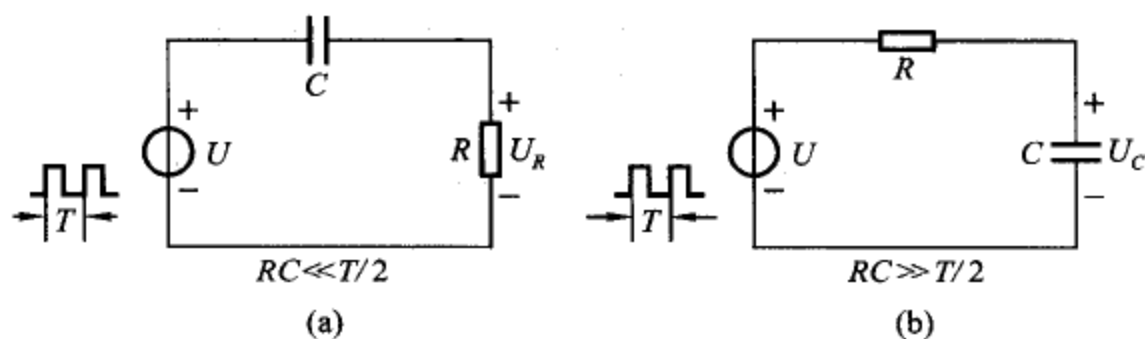 C
+
U
−
R
+
U_R
−
T
RC≪T/2
(a)
R
+
U
−
C
+
U_C
−
T
RC≫T/2
(b)